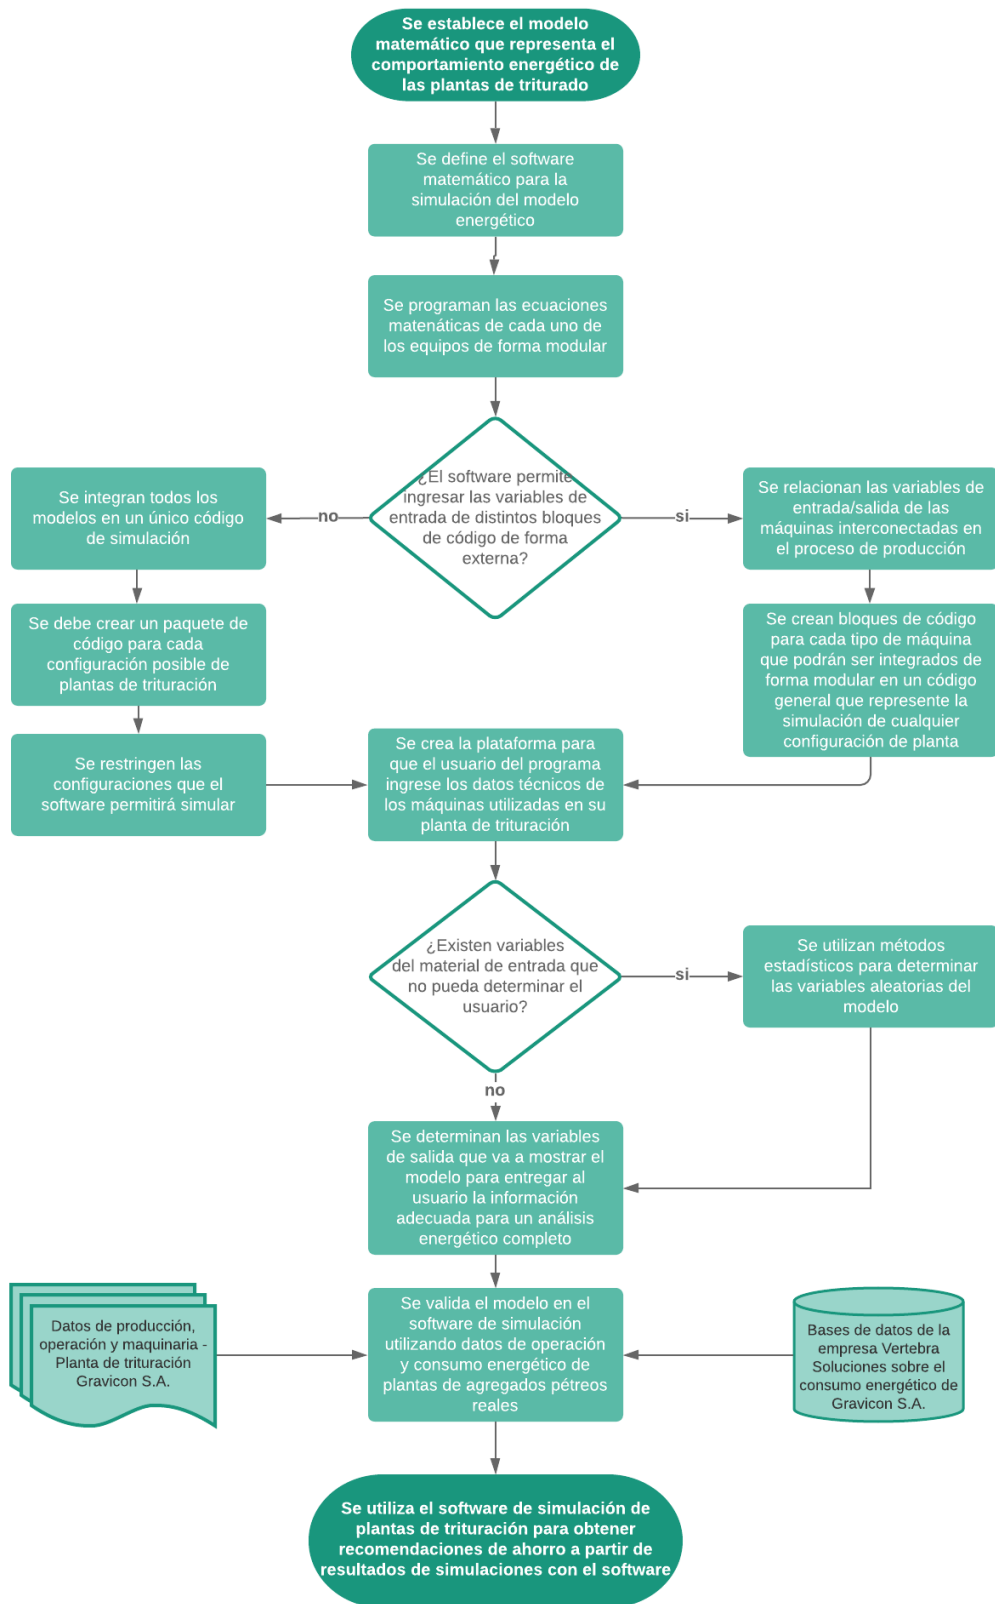 Se establece el modelo
matemático que representa el
comportamiento energético de
las plantas de triturado
Se define el software
matemático para la
simulación del modelo
energético
Se programan las ecuaciones
matenáticas de cada uno de
los equipos de forma modular
¿El software permite
ingresar las variables de
entrada de distintos bloques
de código de forma
externa?
no
si
Se integran todos los
modelos en un único código
de simulación
Se debe crear un paquete de
código para cada
configuración posible de
plantas de trituración
Se restringen las
configuraciones que el
software permitirá simular
Se relacionan las variables de
entrada/salida de las
máquinas interconectadas en
el proceso de producción
Se crean bloques de código
para cada tipo de máquina
que podrán ser integrados de
forma modular en un código
general que represente la
simulación de cualquier
configuración de planta
Se crea la plataforma para
que el usuario del programa
ingrese los datos técnicos de
los máquinas utilizadas en su
planta de trituración
¿Existen variables
del material de entrada que
no pueda determinar el
usuario?
si
Se utilizan métodos
estadísticos para determinar
las variables aleatorias del
modelo
no
Se determinan las variables
de salida que va a mostrar el
modelo para entregar al
usuario la información
adecuada para un análisis
energético completo
Datos de producción,
operación y maquinaria -
Planta de trituración
Gravicon S.A.
Se valida el modelo en el
software de simulación
utilizando datos de operación
y consumo energético de
plantas de agregados pétreos
reales
Bases de datos de la
empresa Vertebra
Soluciones sobre el
consumo energético de
Gravicon S.A.
Se utiliza el software de simulación de
plantas de trituración para obtener
recomendaciones de ahorro a partir de
resultados de simulaciones con el software